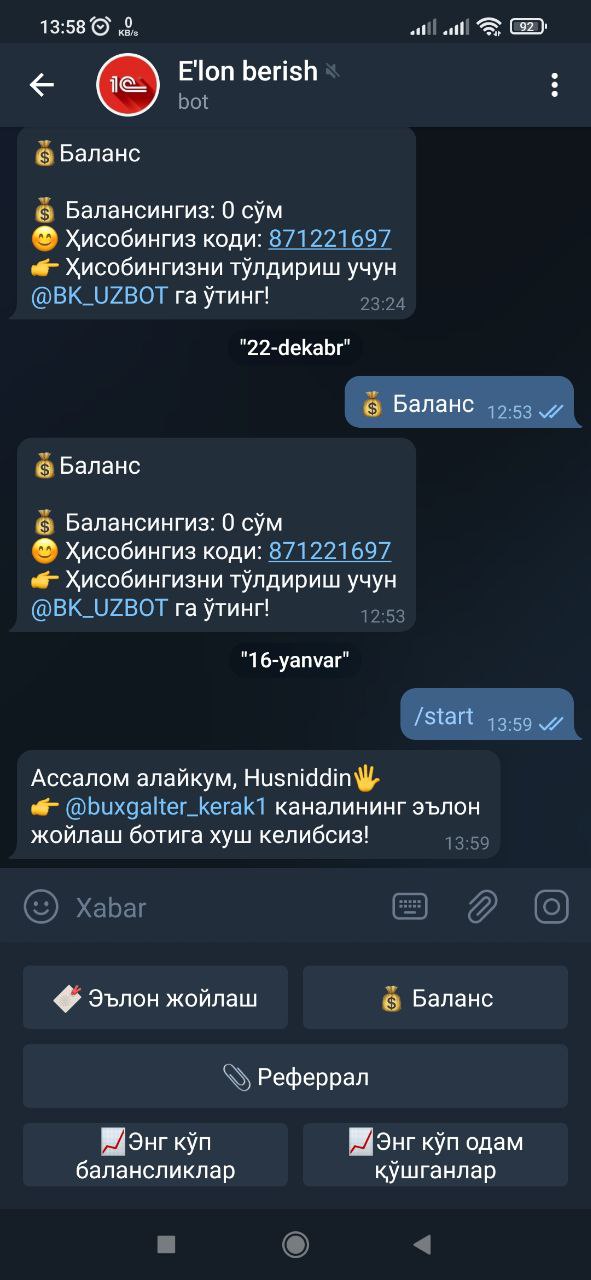 13:58 0 KB/s 92
1С
E'lon berish
bot
💰Баланс
💰 Балансингиз: 0 сўм
😊 Ҳисобингиз коди: 871221697
👉 Ҳисобингизни тўлдириш учун
@BK_UZBOT га ўтинг! 23:24
"22-dekabr"
💰 Баланс 12:53
💰Баланс
💰 Балансингиз: 0 сўм
😊 Ҳисобингиз коди: 871221697
👉 Ҳисобингизни тўлдириш учун
@BK_UZBOT га ўтинг! 12:53
"16-yanvar"
/start 13:59
Ассалом алайкум, Husniddin🖐
👉 @buxgalter_kerak1 каналининг эълон
жойлаш ботига хуш келибсиз! 13:59
Xabar
Эълон жойлаш
💰 Баланс
📎 Реферрал
📈Энг кўп
балансликлар
📈Энг кўп одам
қўшганлар